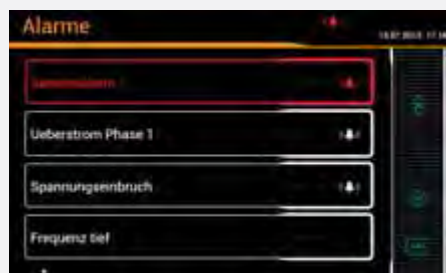 Alarme
Ueberstrom Phase 1
Spannungseinbruch
Frequenz tief